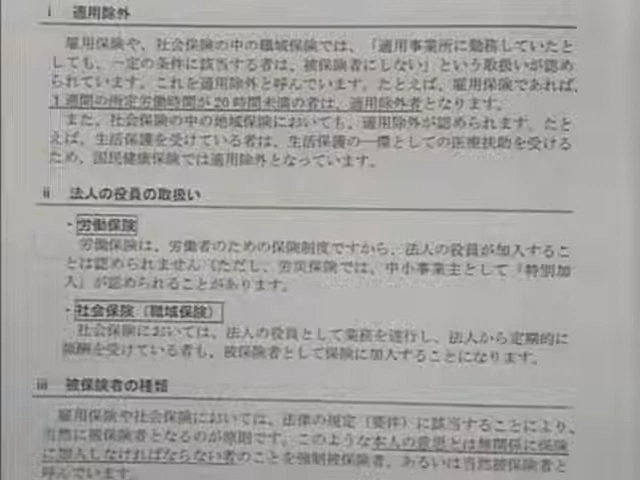 i 適用除外
雇用保険や、社会保険の中の職域保険では、「適用事業所に勤務していたと
しても、一定の条件に該当する者は、被保険者にしない」という取扱いが認め
られています。これを適用除外と呼んでいます。たとえば、雇用保険であれば、
1週間の所定労働時間が20時間未満の者は、適用除外者となります。
また、社会保険の中の地域保険においても、適用除外が認められます。たと
えば、生活保護を受けている者は、生活保護の一環としての医療扶助を受ける
ため、国民健康保険では適用除外となっています。
ii 法人の役員の取扱い
・労働保険
労働保険は、労働者のための保険制度ですから、法人の役員が加入するこ
とは認められません（ただし、労災保険では、中小事業主として「特別加
入」が認められることがあります。
・社会保険（職域保険）
社会保険においては、法人の役員として業務を遂行し、法人から定期的に
報酬を受けている者も、被保険者として保険に加入することになります。
iii 被保険者の種類
雇用保険や社会保険においては、法律の規定（要件）に該当することにより、
当然に被保険者となるのが原則です。このような本人の意思とは無関係に保険
に加入しなければならない者のことを強制被保険者、あるいは当然被保険者と
呼んでいます。